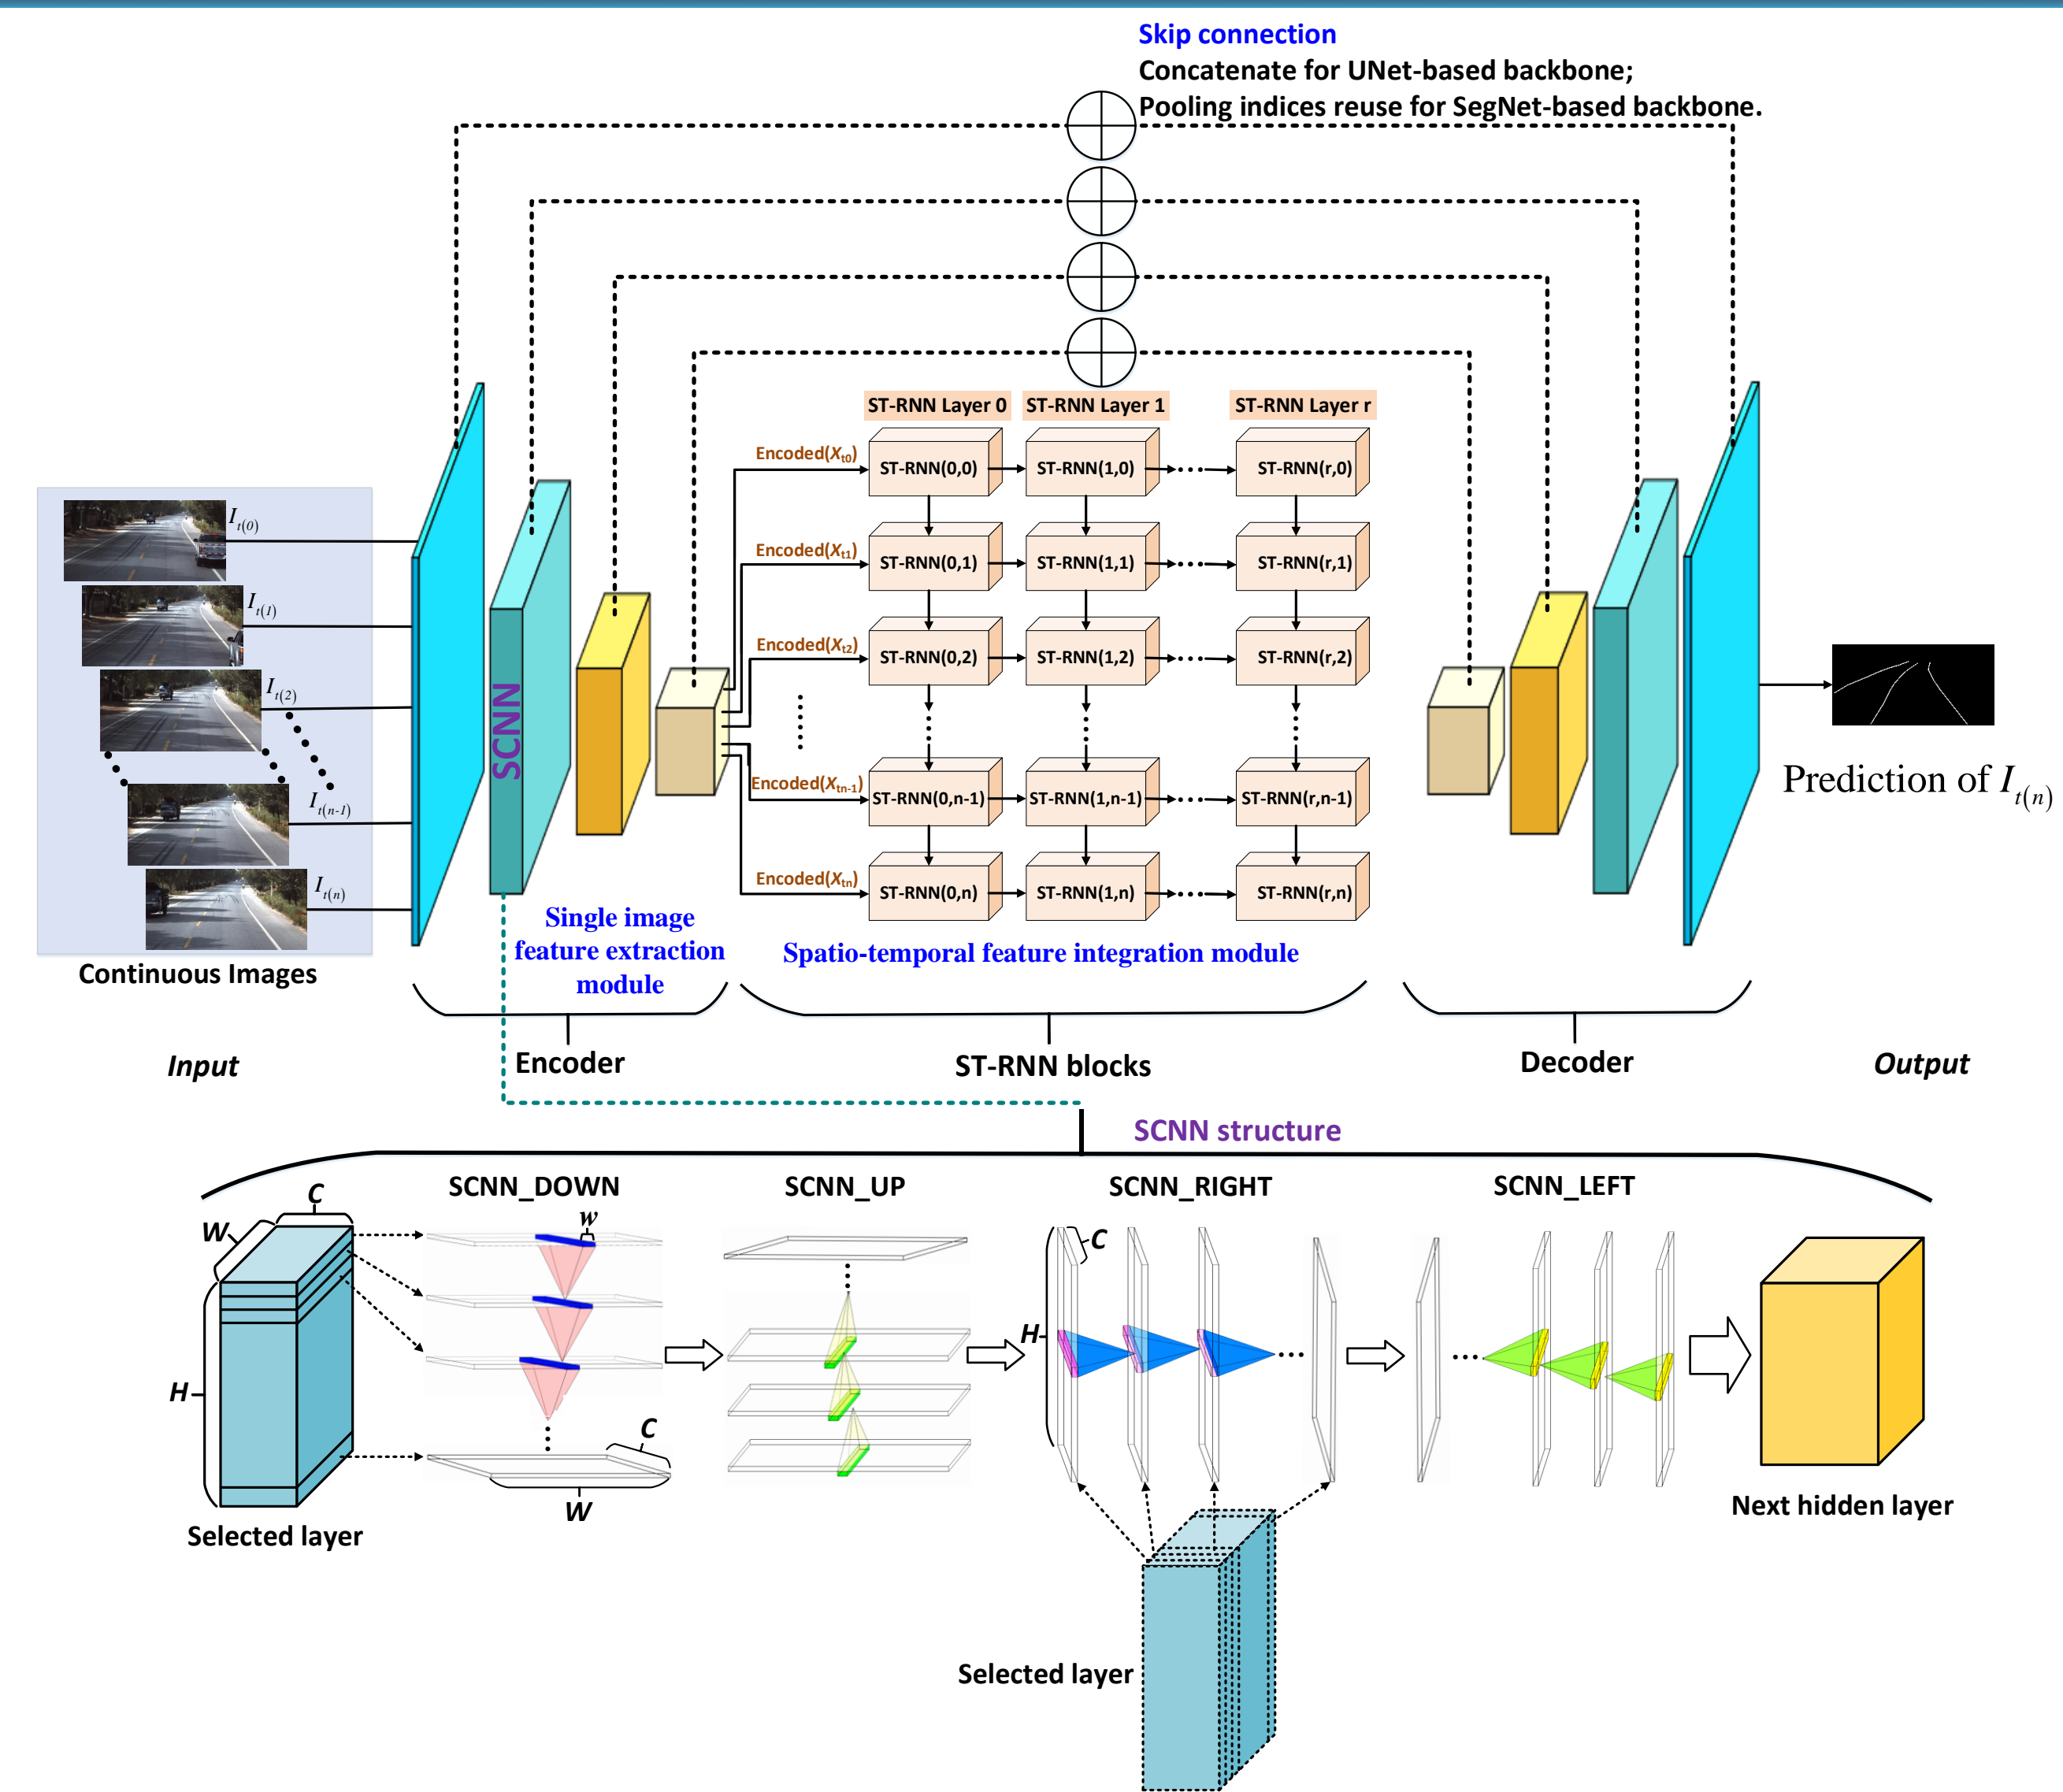 Skip connection
Concatenate for UNet-based backbone;
Pooling indices reuse for SegNet-based backbone.
ST-RNN Layer 0 ST-RNN Layer 1 ST-RNN Layer r
Encoded(Xt0) ST-RNN(0,0) ST-RNN(1,0) ST-RNN(r,0)
It(0)
Encoded(Xt1) ST-RNN(0,1) ST-RNN(1,1) ST-RNN(r,1)
It(1)
Encoded(Xt2) ST-RNN(0,2) ST-RNN(1,2) ST-RNN(r,2)
It(2)
SCNN
Encoded(Xtn-1) ST-RNN(0,n-1) ST-RNN(1,n-1) ST-RNN(r,n-1)
It(n-1)
Prediction of It(n)
Encoded(Xtn) ST-RNN(0,n) ST-RNN(1,n) ST-RNN(r,n)
It(n)
Continuous Images
Single image
feature extraction
module
Spatio-temporal feature integration module
Input
Encoder
ST-RNN blocks
Decoder
Output
SCNN structure
SCNN_DOWN SCNN_UP SCNN_RIGHT SCNN_LEFT
C
W
w
C
H
H
C
W
Selected layer
Next hidden layer
Selected layer